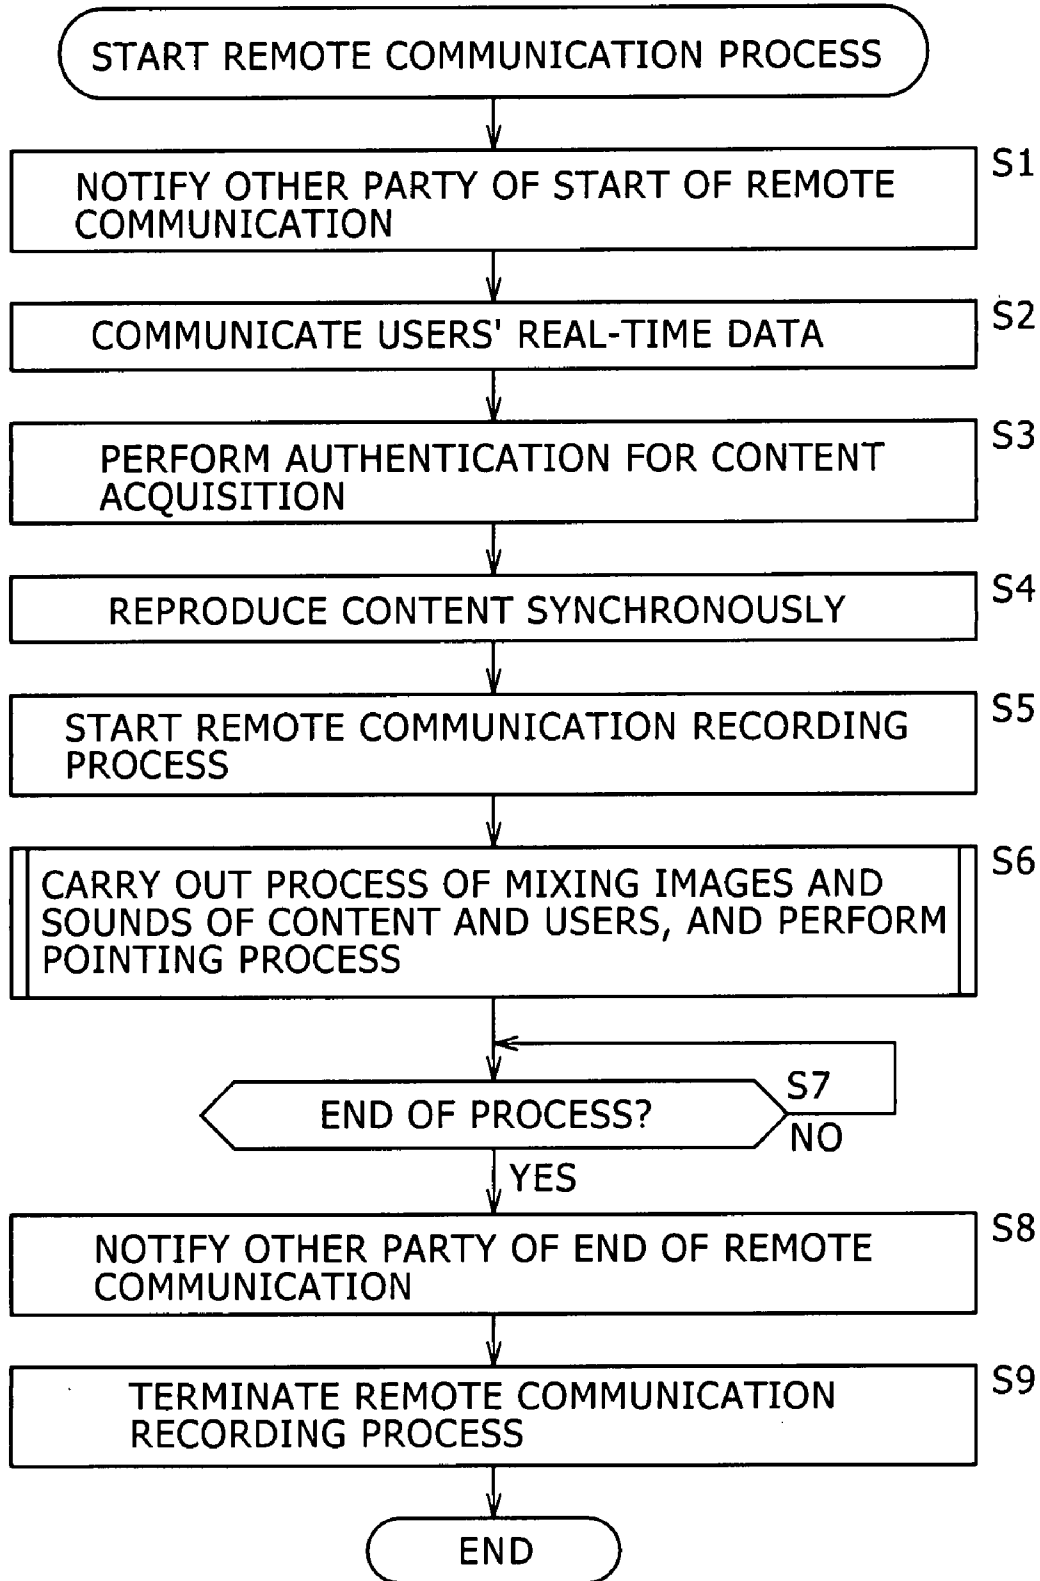 START REMOTE COMMUNICATION PROCESS
S1
NOTIFY OTHER PARTY OF START OF REMOTE
COMMUNICATION
S2
COMMUNICATE USERS' REAL-TIME DATA
S3
PERFORM AUTHENTICATION FOR CONTENT
ACQUISITION
S4
REPRODUCE CONTENT SYNCHRONOUSLY
S5
START REMOTE COMMUNICATION RECORDING
PROCESS
S6
CARRY OUT PROCESS OF MIXING IMAGES AND
SOUNDS OF CONTENT AND USERS, AND PERFORM
POINTING PROCESS
S7
END OF PROCESS?
NO
YES
S8
NOTIFY OTHER PARTY OF END OF REMOTE
COMMUNICATION
S9
TERMINATE REMOTE COMMUNICATION
RECORDING PROCESS
END